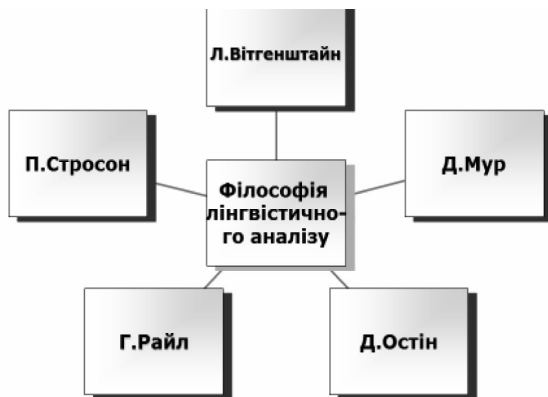 Л.Вітгенштайн
П.Стросон
Д.Мур
Філософія
лінгвістично-
го аналізу
Г.Райл
Д.Остін